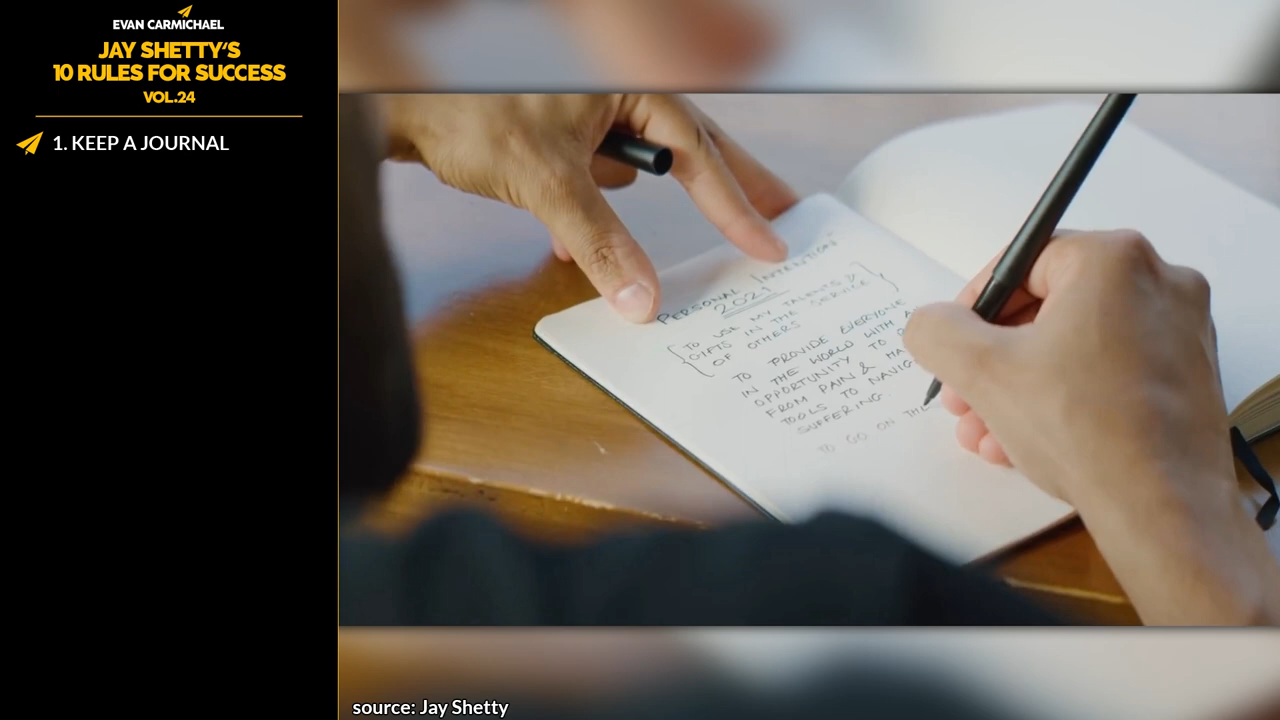 EVAN CARMICHAEL
JAY SHETTY'S
10 RULES FOR SUCCESS
VOL.24
1. KEEP A JOURNAL
PERSONAL INTENTION
2021
TO USE MY TALENTS &
GIFTS IN THE SERVICE
OF OTHERS
TO PROVIDE EVERYONE
IN THE WORLD WITH
OPPORTUNITY TO
FROM PAIN &
TOOLS TO
SUFFERING.
TO GO ON THE
source: Jay Shetty